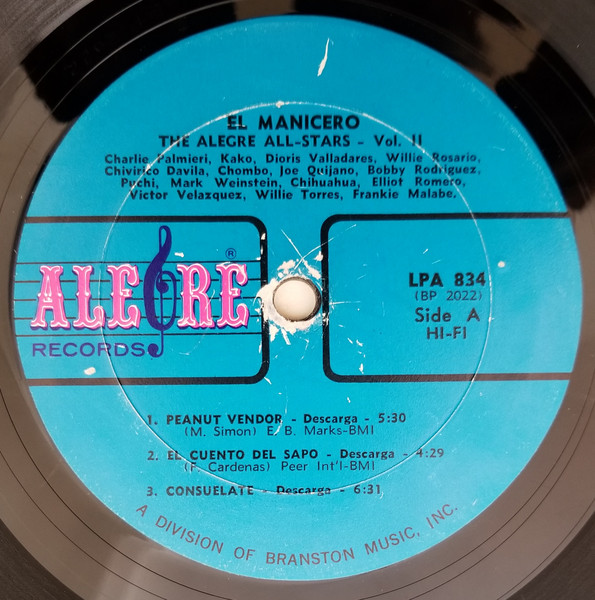 EL MANICERO
THE ALEGRE ALL-STARS - Vol. II
Charlie Palmieri, Kako, Dioris Valladares, Willie Rosario,
Chivirico Davila, Chombo, Joe Quijano, Bobby Rodriguez,
Puchi, Mark Weinstein, Chihuahua, Elliot Romero,
Victor Velazquez, Willie Torres, Frankie Malabe.
ALEGRE®
RECORDS
LPA 834
(BP 2022)
Side A
HI-FI
1. PEANUT VENDOR - Descarga - 5:30
(M. Simon) E. B. Marks-BMI
2. EL CUENTO DEL SAPO - Descarga - 4:29
(F. Cardenas) Peer Int'l-BMI
3. CONSUELATE - Descarga - 6:31
A DIVISION OF BRANSTON MUSIC, INC.